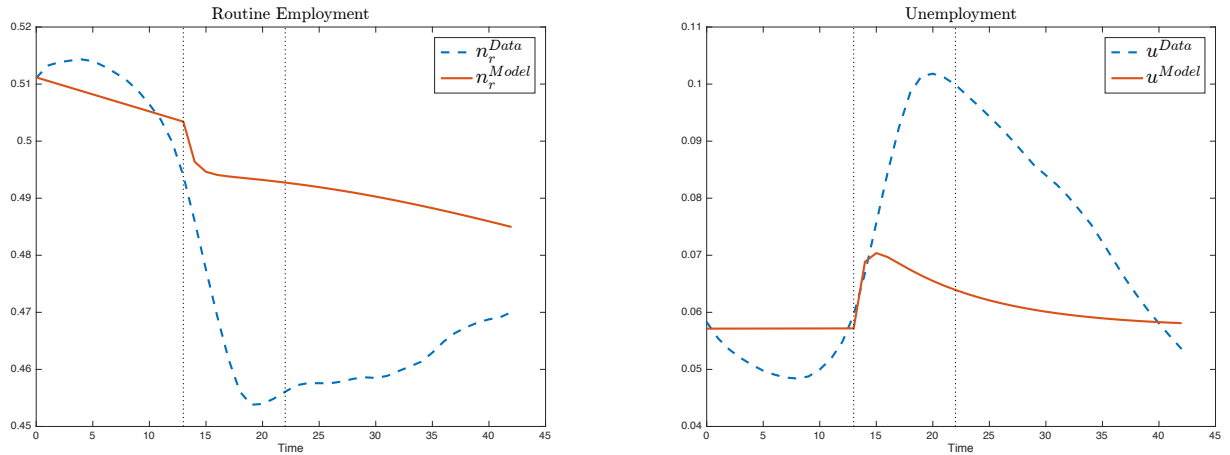 Routine Employment
0.52
0.51
0.5
0.49
0.48
0.47
0.46
0.45
0 5 10 15 20 25 30 35 40 45
Time
n_r^{Data}
n_r^{Model}
Unemployment
0.11
0.1
0.09
0.08
0.07
0.06
0.05
0.04
0 5 10 15 20 25 30 35 40 45
Time
u^{Data}
u^{Model}